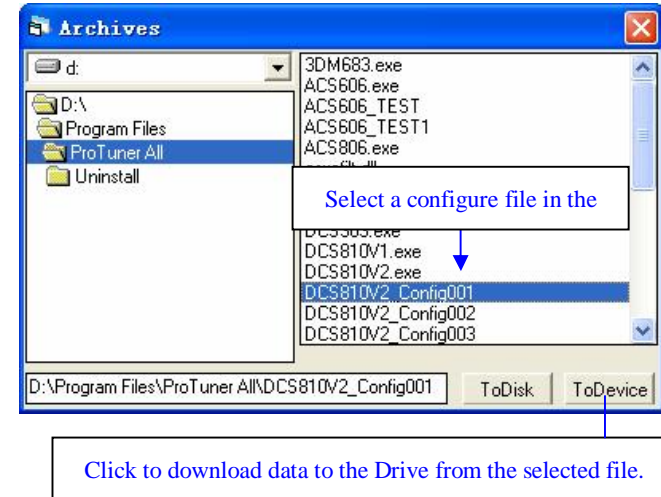 Archives
d:
D:\
Program Files
ProTuner All
Uninstall
3DM683.exe
ACS606.exe
ACS606_TEST
ACS606_TEST1
ACS806.exe
Select a configure file in the
DCS810V1.exe
DCS810V2.exe
DCS810V2_Config001
DCS810V2_Config002
DCS810V2_Config003
D:\Program Files\ProTuner All\DCS810V2_Config001
ToDisk
ToDevice
Click to download data to the Drive from the selected file.